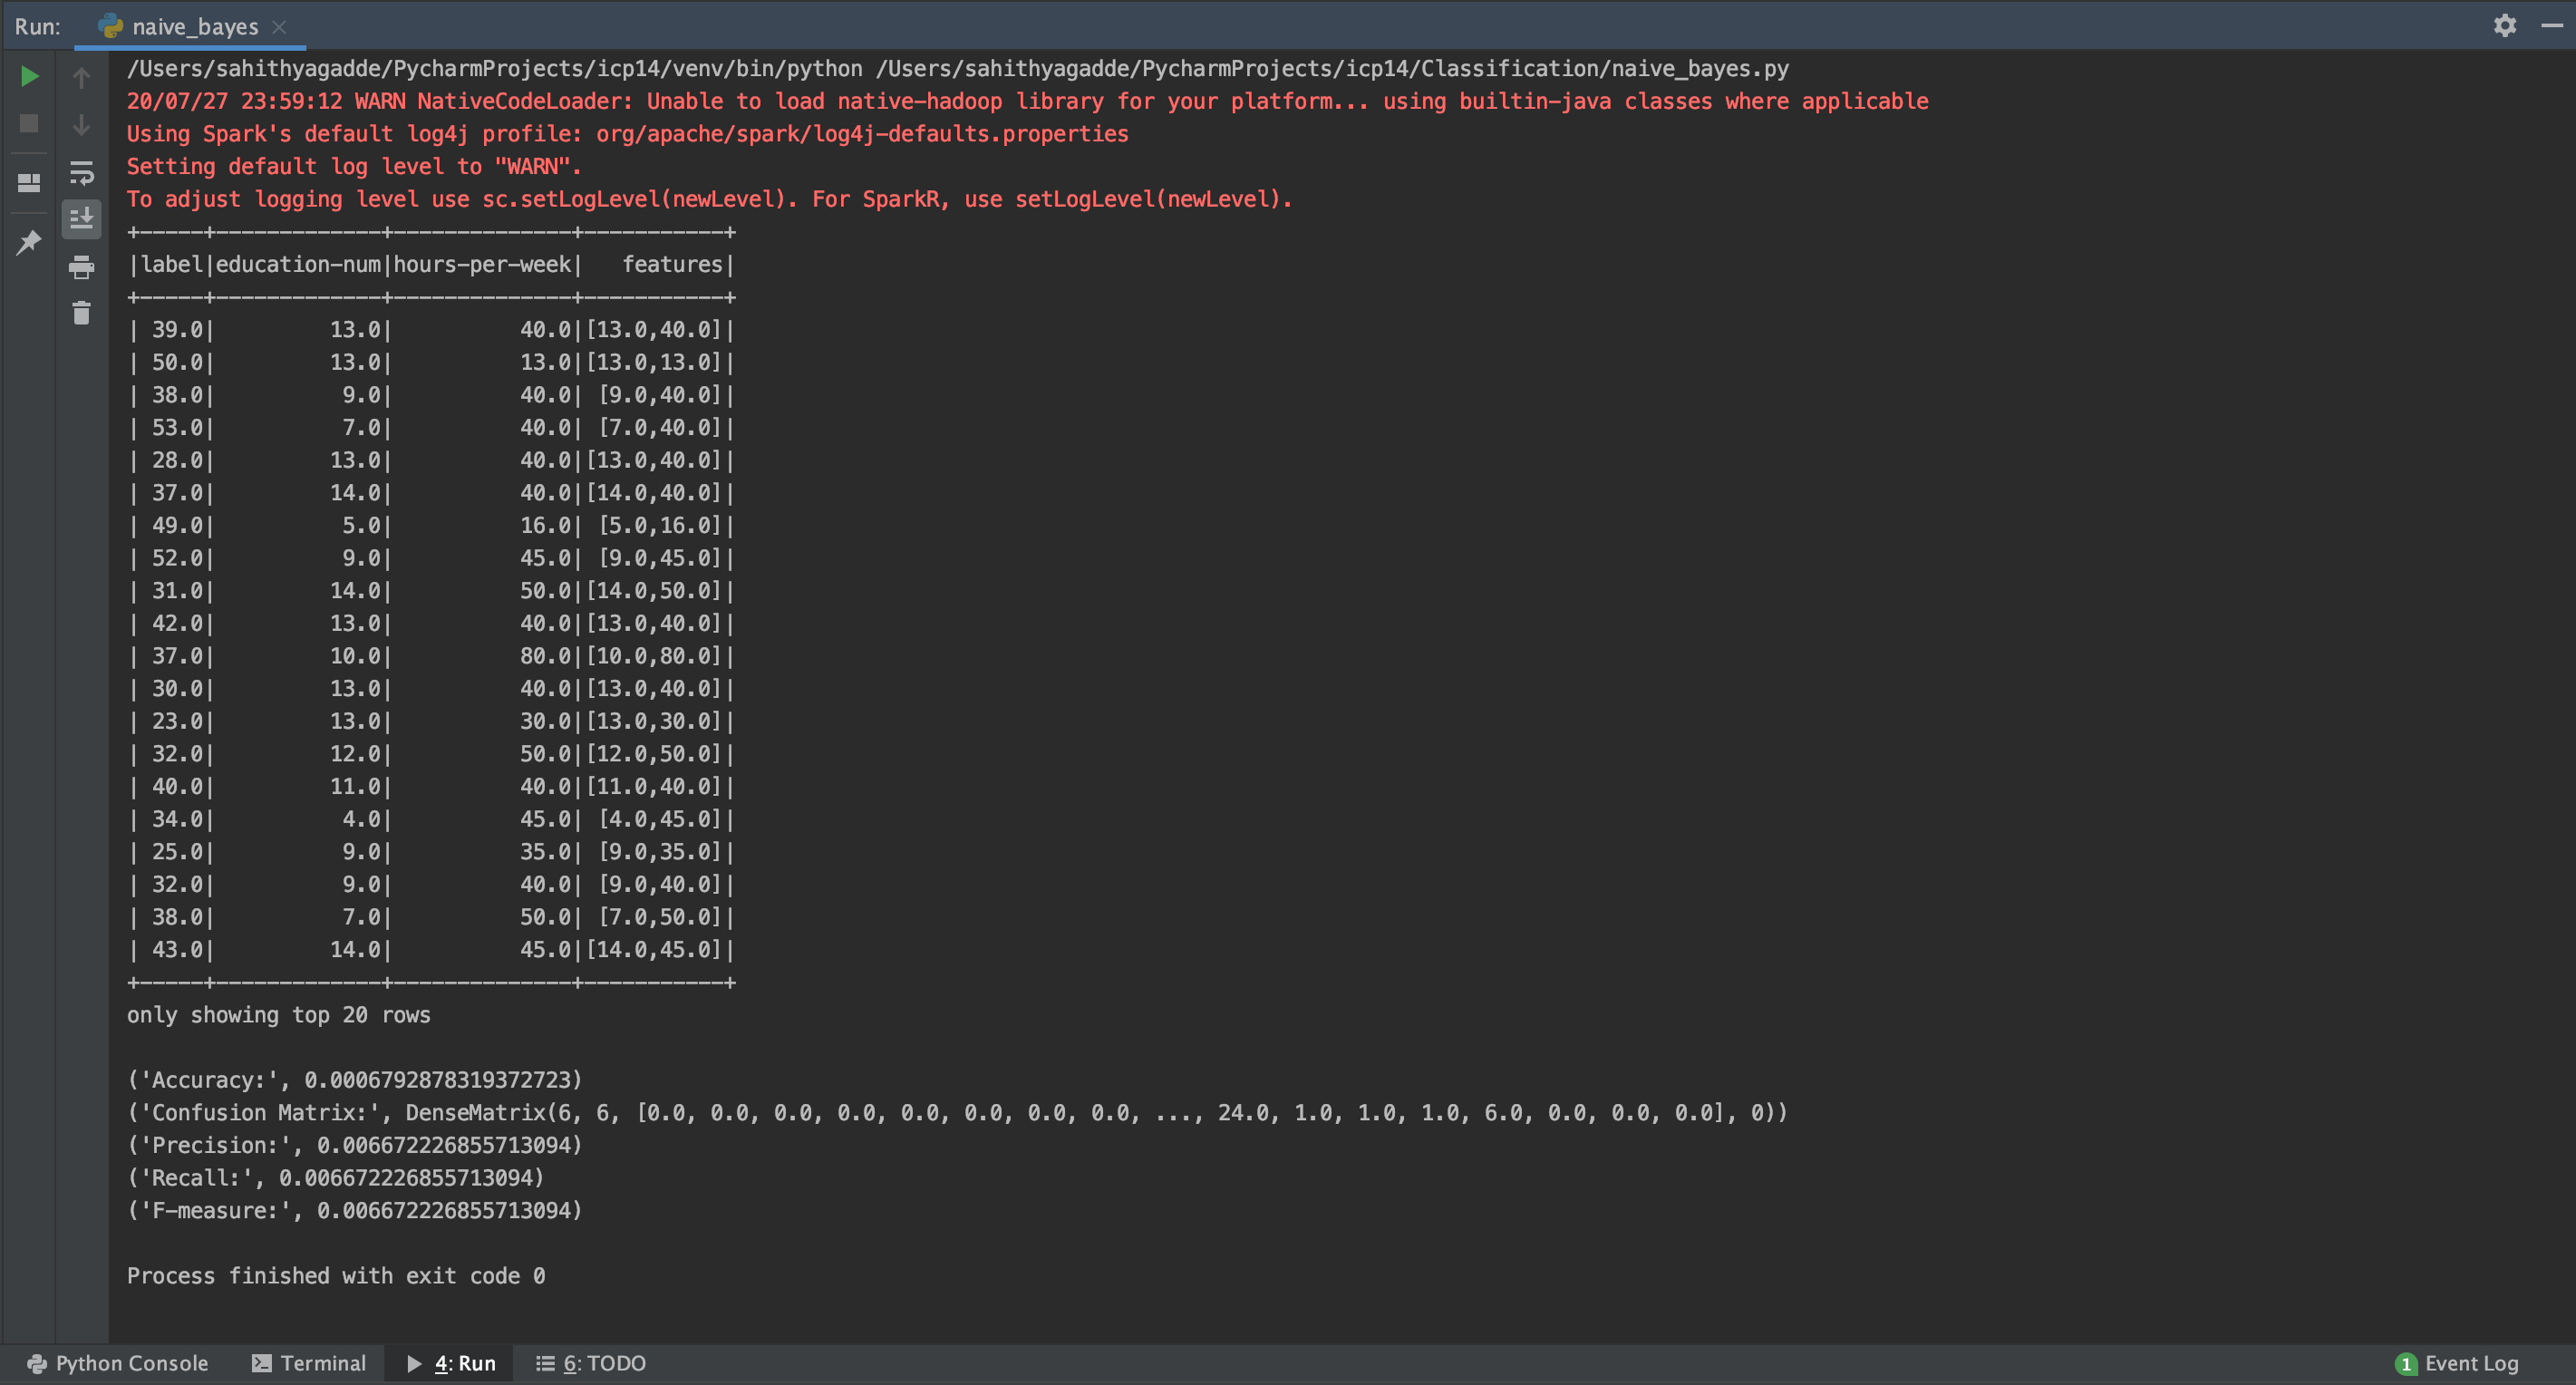 Run: naive_bayes
/Users/sahithyagadde/PycharmProjects/icp14/venv/bin/python /Users/sahithyagadde/PycharmProjects/icp14/Classification/naive_bayes.py
20/07/27 23:59:12 WARN NativeCodeLoader: Unable to load native-hadoop library for your platform... using builtin-java classes where applicable
Using Spark's default log4j profile: org/apache/spark/log4j-defaults.properties
Setting default log level to "WARN".
To adjust logging level use sc.setLogLevel(newLevel). For SparkR, use setLogLevel(newLevel).
+-----+-------------+--------------+-----------+
|label|education-num|hours-per-week|   features|
+-----+-------------+--------------+-----------+
| 39.0|         13.0|          40.0|[13.0,40.0]|
| 50.0|         13.0|          13.0|[13.0,13.0]|
| 38.0|          9.0|          40.0| [9.0,40.0]|
| 53.0|          7.0|          40.0| [7.0,40.0]|
| 28.0|         13.0|          40.0|[13.0,40.0]|
| 37.0|         14.0|          40.0|[14.0,40.0]|
| 49.0|          5.0|          16.0| [5.0,16.0]|
| 52.0|          9.0|          45.0| [9.0,45.0]|
| 31.0|         14.0|          50.0|[14.0,50.0]|
| 42.0|         13.0|          40.0|[13.0,40.0]|
| 37.0|         10.0|          80.0|[10.0,80.0]|
| 30.0|         13.0|          40.0|[13.0,40.0]|
| 23.0|         13.0|          30.0|[13.0,30.0]|
| 32.0|         12.0|          50.0|[12.0,50.0]|
| 40.0|         11.0|          40.0|[11.0,40.0]|
| 34.0|          4.0|          45.0| [4.0,45.0]|
| 25.0|          9.0|          35.0| [9.0,35.0]|
| 32.0|          9.0|          40.0| [9.0,40.0]|
| 38.0|          7.0|          50.0| [7.0,50.0]|
| 43.0|         14.0|          45.0|[14.0,45.0]|
+-----+-------------+--------------+-----------+
only showing top 20 rows
('Accuracy:', 0.0006792878319372723)
('Confusion Matrix:', DenseMatrix(6, 6, [0.0, 0.0, 0.0, 0.0, 0.0, 0.0, 0.0, 0.0, ..., 24.0, 1.0, 1.0, 1.0, 6.0, 0.0, 0.0, 0.0], 0))
('Precision:', 0.006672226855713094)
('Recall:', 0.006672226855713094)
('F-measure:', 0.006672226855713094)
Process finished with exit code 0
Python Console Terminal 4: Run 6: TODO 1 Event Log